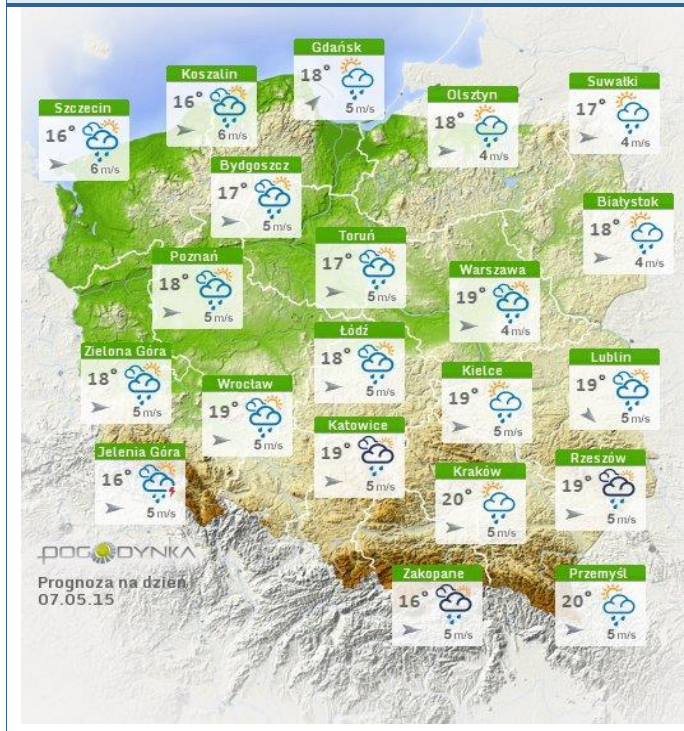 Gdańsk
18°
5 m/s
Koszalin
16°
6 m/s
Suwałki
17°
4 m/s
Olsztyn
18°
4 m/s
Szczecin
16°
6 m/s
Bydgoszcz
17°
5 m/s
Białystok
18°
4 m/s
Toruń
17°
5 m/s
Poznań
18°
5 m/s
Warszawa
19°
4 m/s
Łódź
18°
5 m/s
Zielona Góra
18°
5 m/s
Lublin
19°
5 m/s
Kielce
19°
5 m/s
Wrocław
19°
5 m/s
Katowice
19°
5 m/s
Jelenia Góra
16°
5 m/s
Rzeszów
19°
5 m/s
Kraków
20°
5 m/s
POGODYNKA
Prognoza na dzień
07.05.15
Zakopane
16°
5 m/s
Przemyśl
20°
5 m/s